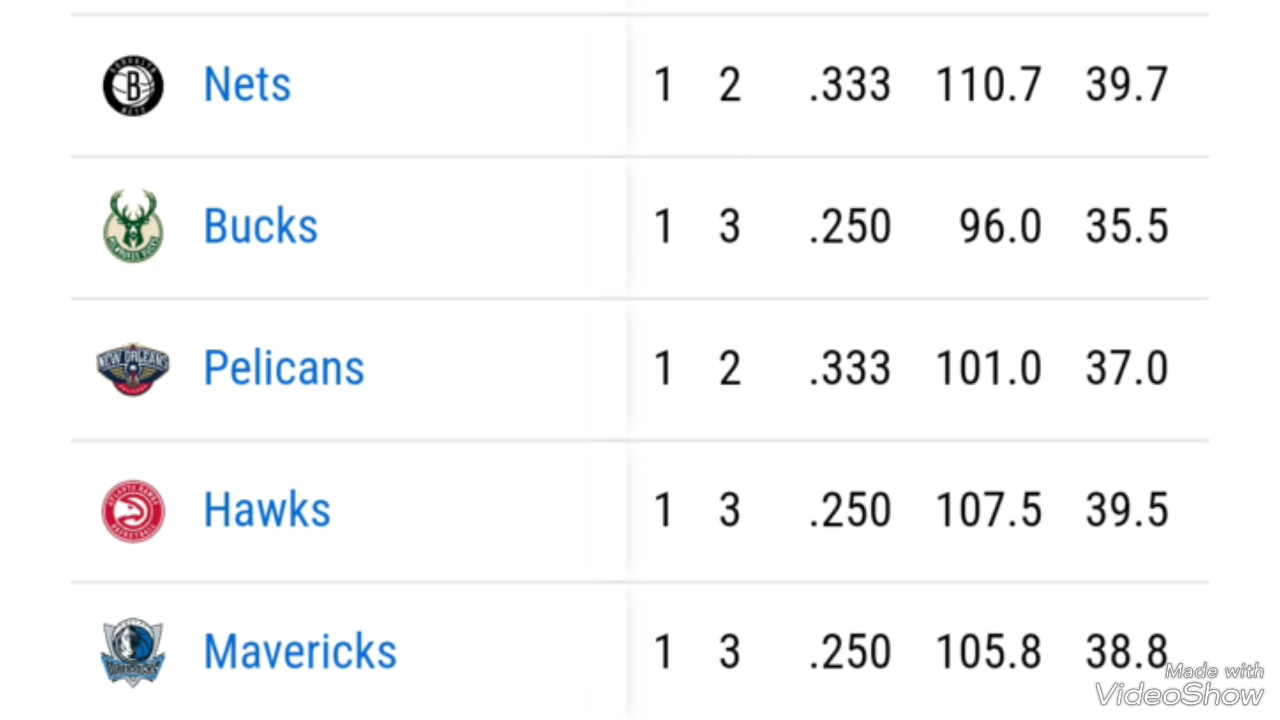 Nets 1 2 .333 110.7 39.7
Bucks 1 3 .250 96.0 35.5
NEW ORLEANS
Pelicans 1 2 .333 101.0 37.0
Hawks 1 3 .250 107.5 39.5
Mavericks 1 3 .250 105.8 38.8
Made with
VideoShow